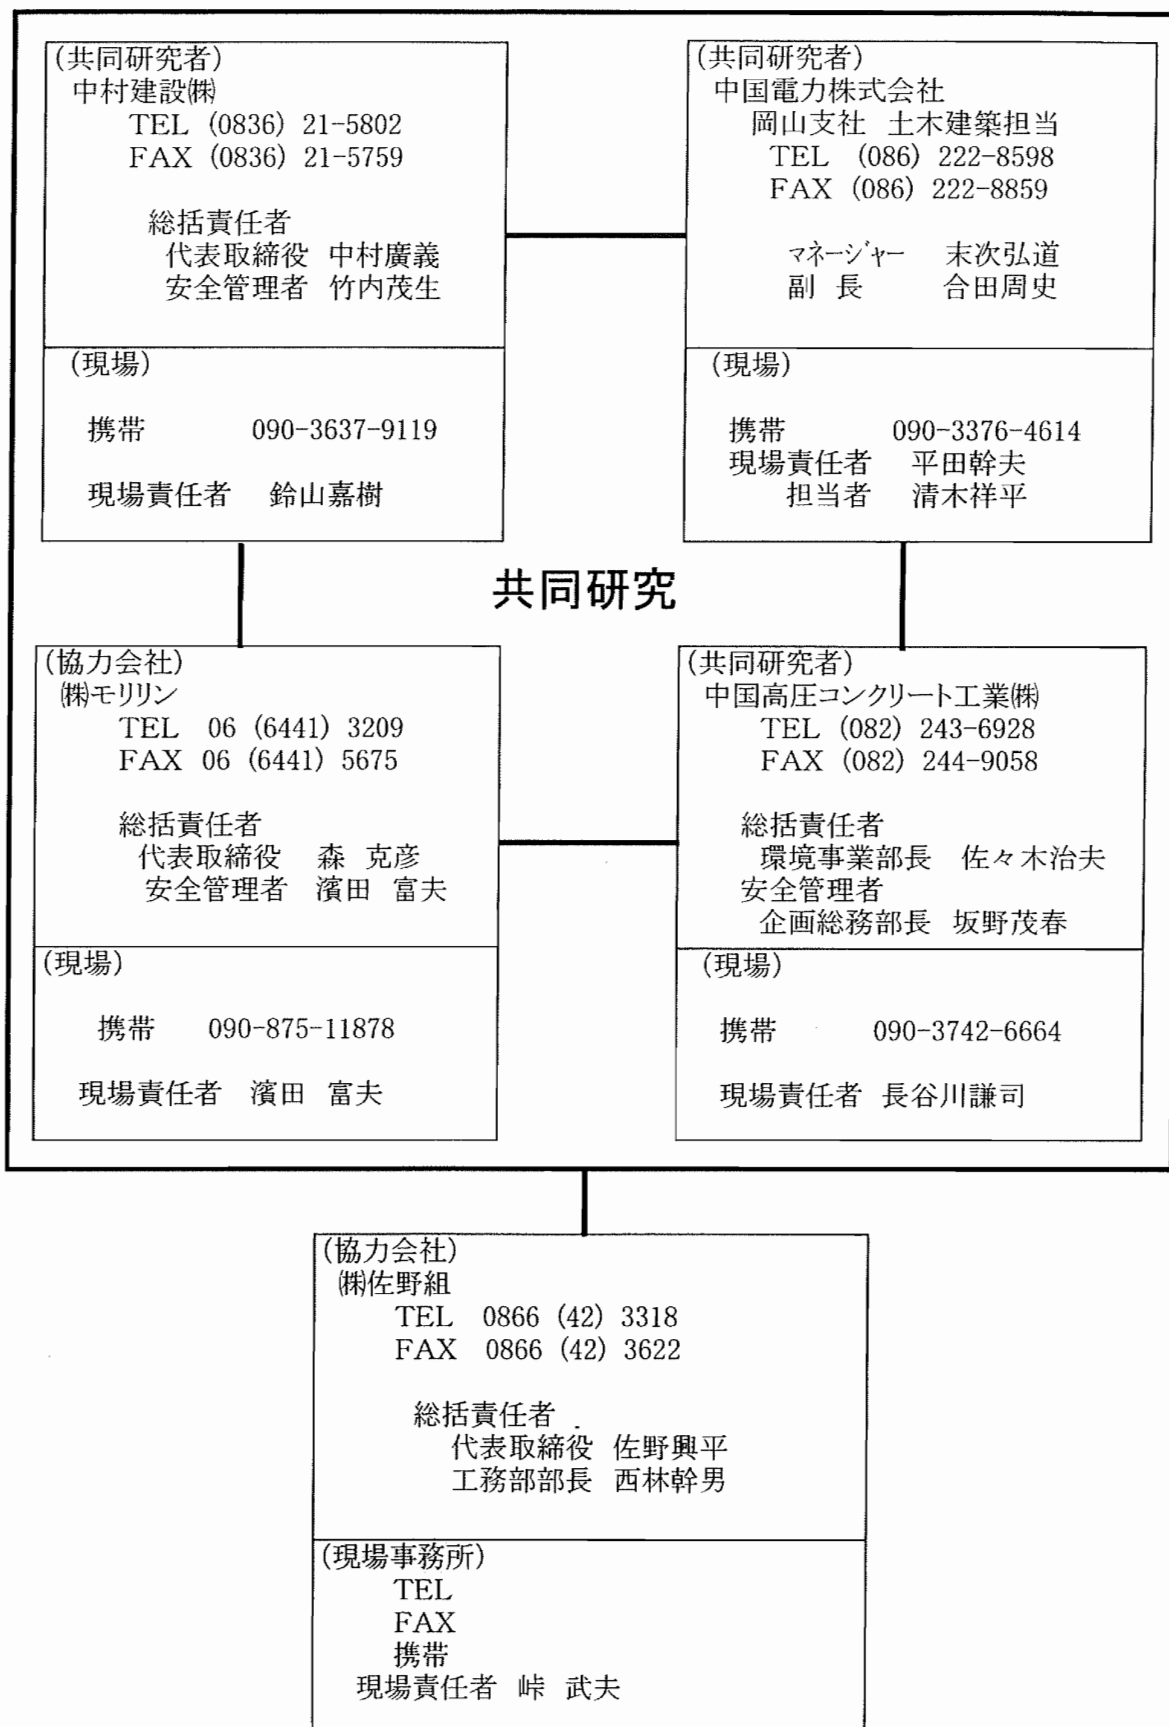 (共同研究者)
中村建設㈱
TEL (0836) 21-5802
FAX (0836) 21-5759
総括責任者
代表取締役 中村廣義
安全管理者 竹内茂生
(現場)
携帯 090-3637-9119
現場責任者 鈴山嘉樹
(共同研究者)
中国電力株式会社
岡山支社 土木建築担当
TEL (086) 222-8598
FAX (086) 222-8859
マネージャー 末次弘道
副 長 合田周史
(現場)
携帯 090-3376-4614
現場責任者 平田幹夫
担当者 清木祥平
共同研究
(協力会社)
㈱モリリン
TEL 06 (6441) 3209
FAX 06 (6441) 5675
総括責任者
代表取締役 森 克彦
安全管理者 濱田 富夫
(現場)
携帯 090-875-11878
現場責任者 濱田 富夫
(共同研究者)
中国高圧コンクリート工業㈱
TEL (082) 243-6928
FAX (082) 244-9058
総括責任者
環境事業部長 佐々木治夫
安全管理者
企画総務部長 坂野茂春
(現場)
携帯 090-3742-6664
現場責任者 長谷川謙司
(協力会社)
㈱佐野組
TEL 0866 (42) 3318
FAX 0866 (42) 3622
総括責任者
代表取締役 佐野興平
工務部部長 西林幹男
(現場事務所)
TEL
FAX
携帯
現場責任者 峠 武夫